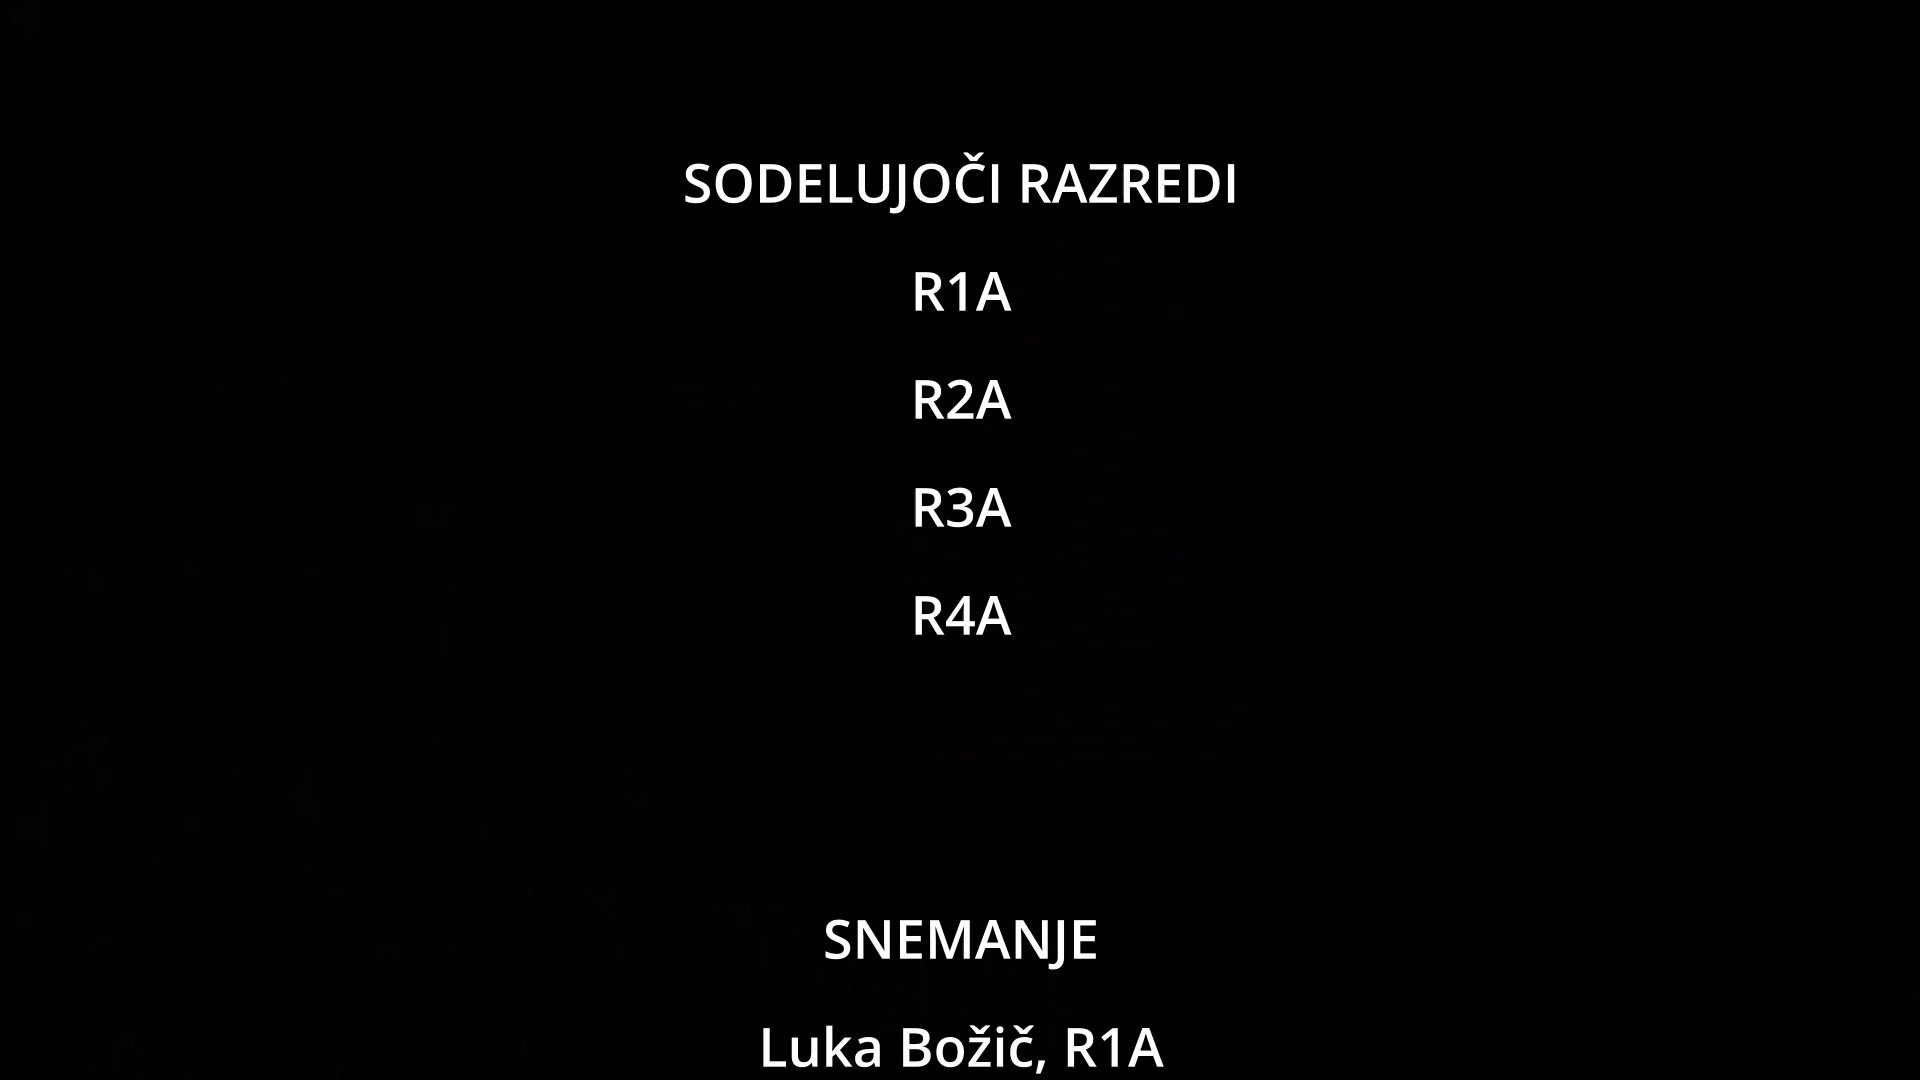 SODELUJOČI RAZREDI
R1A
R2A
R3A
R4A
SNEMANJE
Luka Božič, R1A